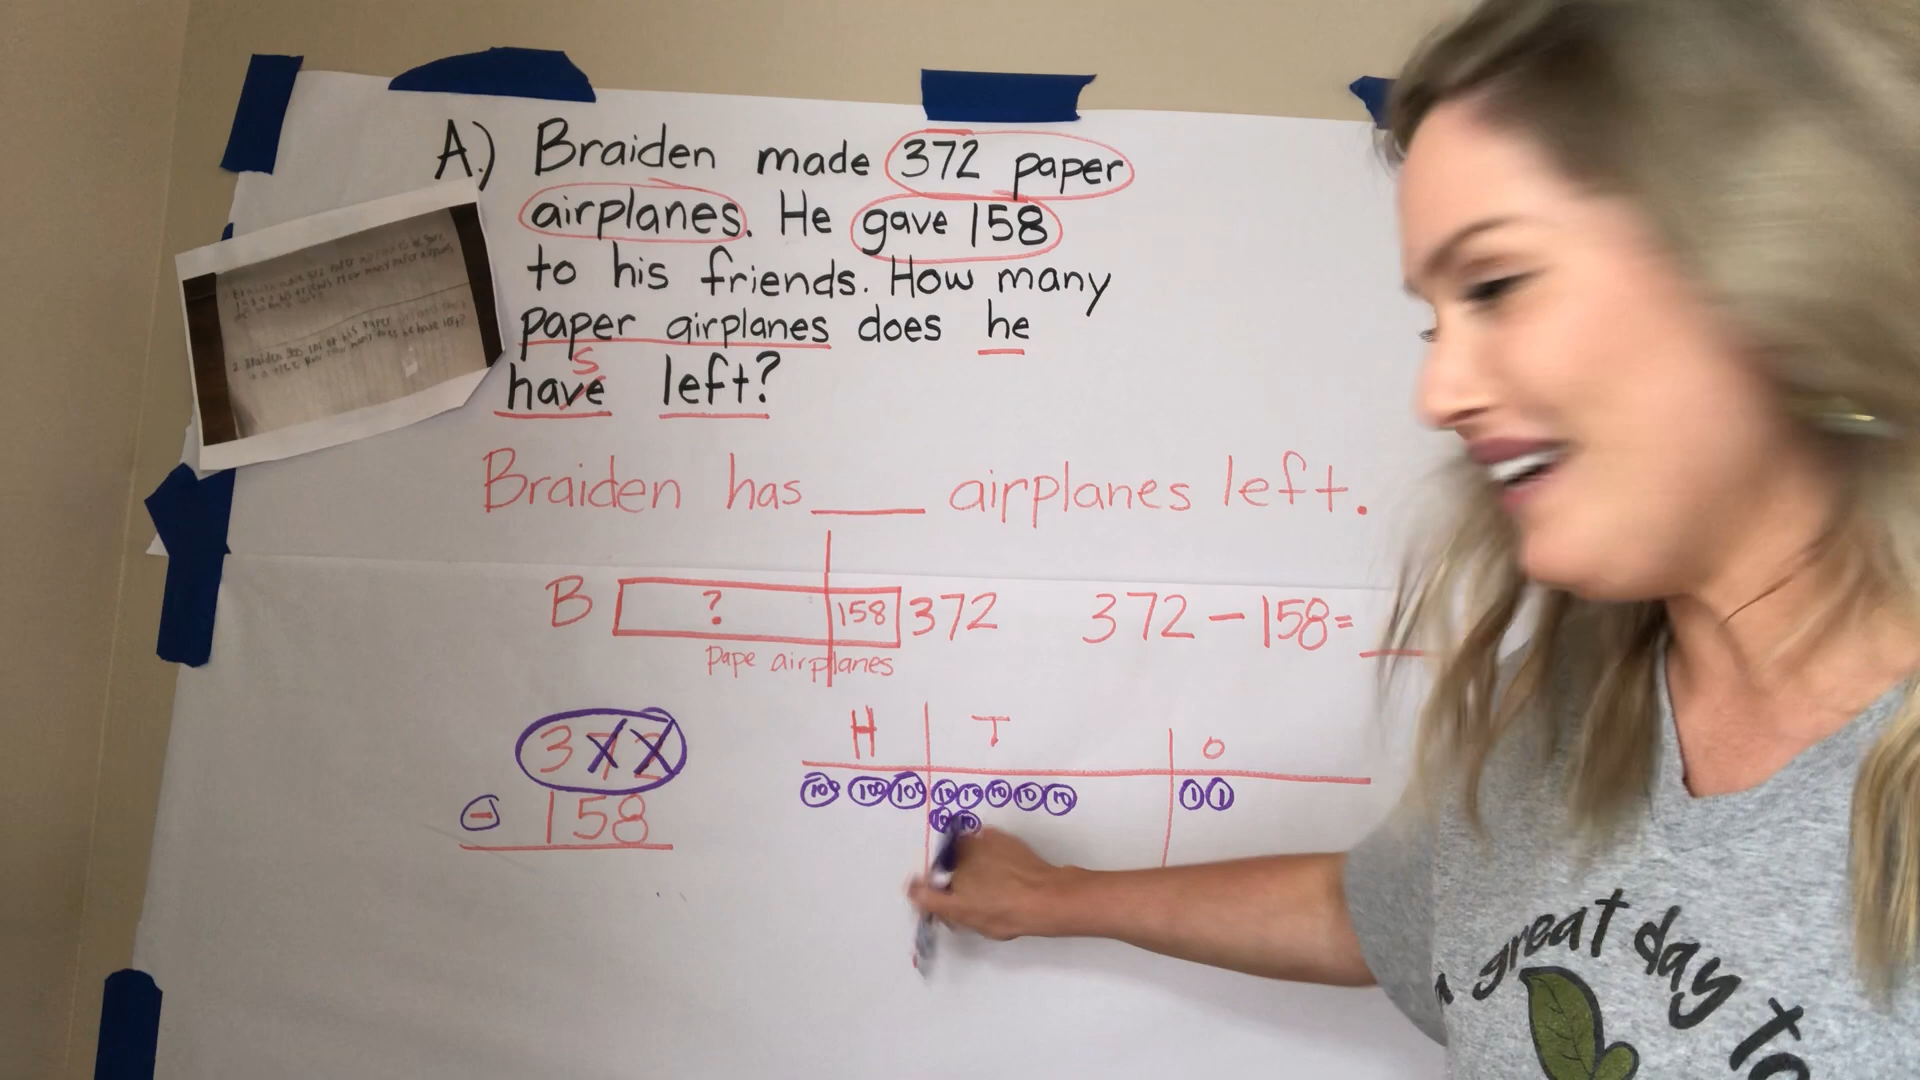 A.) Braiden made 372 paper
airplanes. He gave 158
to his friends. How many
paper airplanes does he
s
have left?
Braiden has ___ airplanes left.
B ? 158 372 372 - 158 = ___
pape airplanes
372
- 158
H T O
100 100 100 10 10 10 10 10 1 1
10 10
great day to